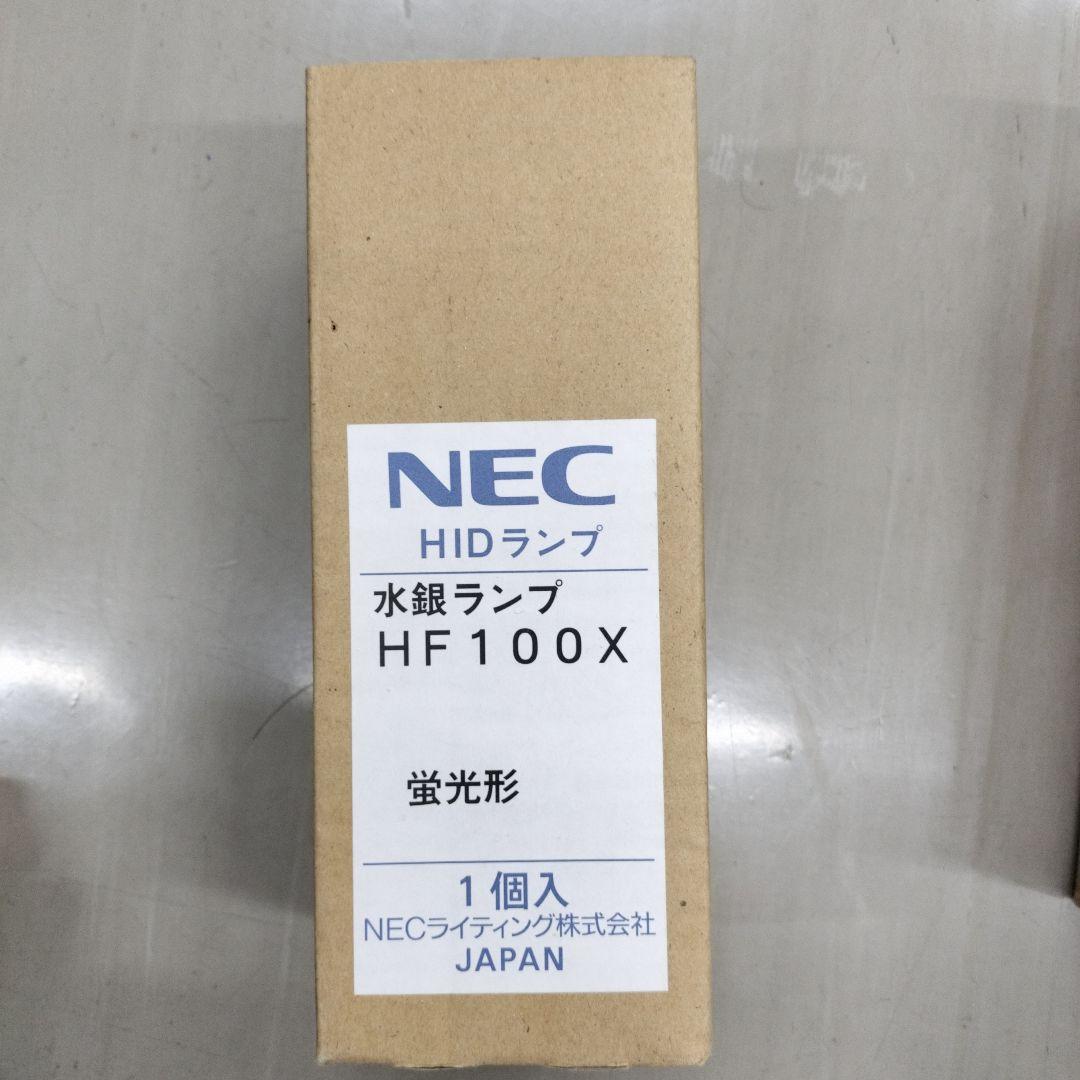 NEC
HIDランプ
水銀ランプ
HF100X
蛍光形
1個入
NECライティング株式会社
JAPAN